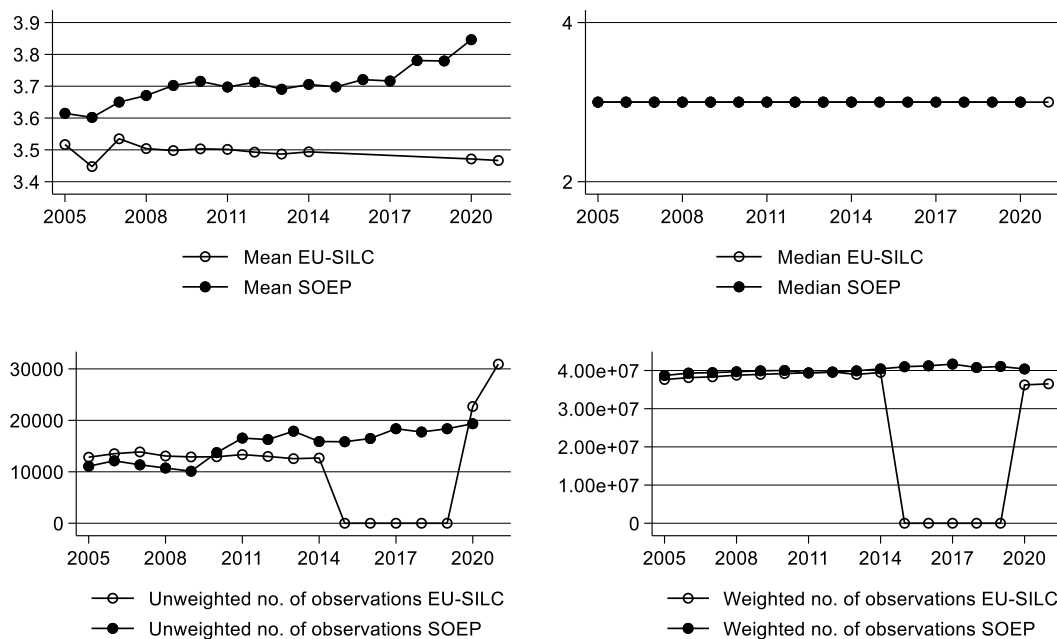 3.9
3.8
3.7
3.6
3.5
3.4
2005 2008 2011 2014 2017 2020
Mean EU-SILC
Mean SOEP
4
2
2005 2008 2011 2014 2017 2020
Median EU-SILC
Median SOEP
30000
20000
10000
0
2005 2008 2011 2014 2017 2020
Unweighted no. of observations EU-SILC
Unweighted no. of observations SOEP
4.00e+07
3.00e+07
2.00e+07
1.00e+07
0
2005 2008 2011 2014 2017 2020
Weighted no. of observations EU-SILC
Weighted no. of observations SOEP